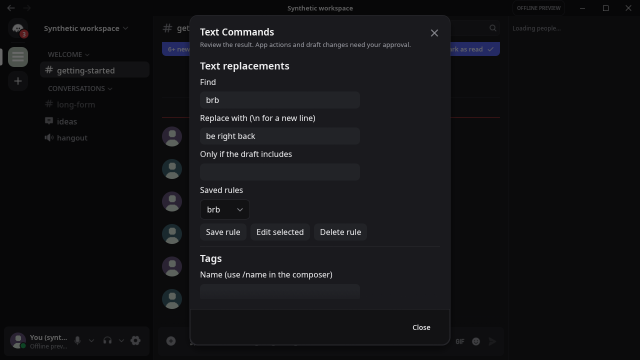 Synthetic workspace
OFFLINE PREVIEW
3
Synthetic workspace
WELCOME
getting-started
CONVERSATIONS
long-form
ideas
hangout
You (synt...
Offline prev...
Loading people...
Text Commands
Review the result. App actions and draft changes need your approval.
Text replacements
Find
brb
Replace with (\n for a new line)
be right back
Only if the draft includes
Saved rules
brb
Save rule
Edit selected
Delete rule
Tags
Name (use /name in the composer)
Close